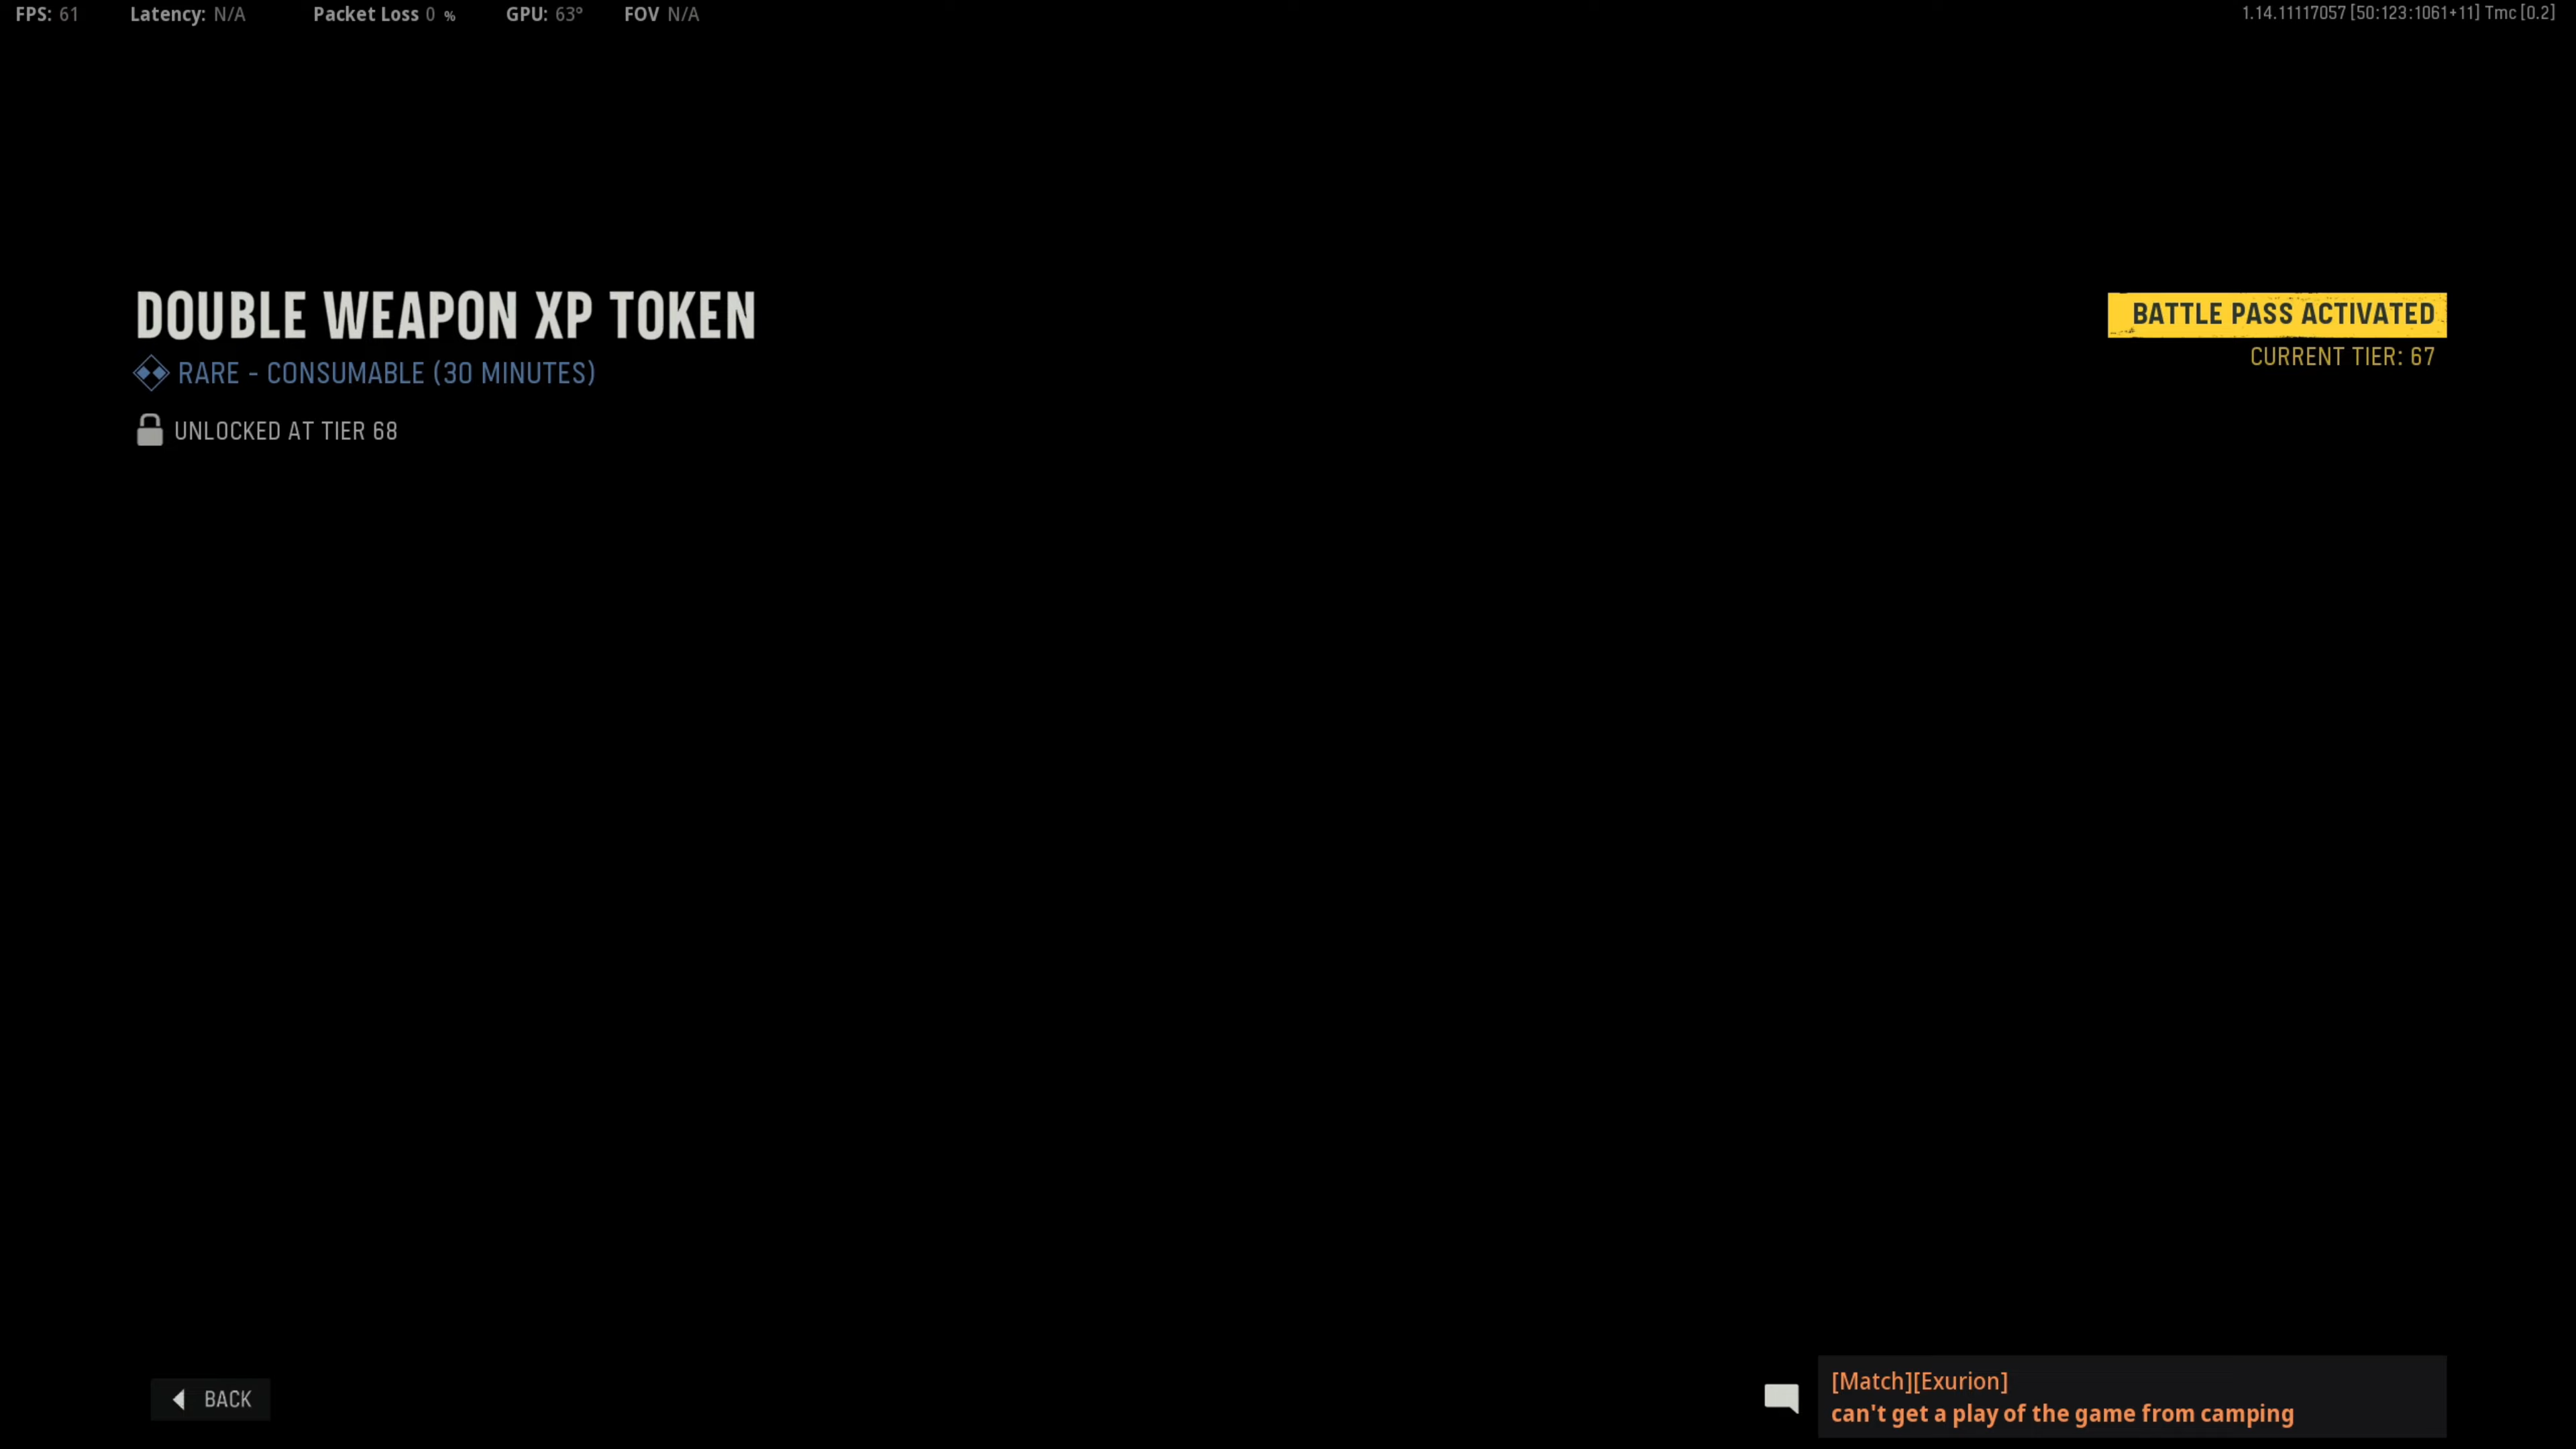 FPS: 61 Latency: N/A Packet Loss 0 % GPU: 63° FOV N/A
1.14.11117057 [50:123:1061+11] Tmc [0.2]
DOUBLE WEAPON XP TOKEN
RARE - CONSUMABLE (30 MINUTES)
UNLOCKED AT TIER 68
BATTLE PASS ACTIVATED
CURRENT TIER: 67
BACK
[Match][Exurion]
can't get a play of the game from camping